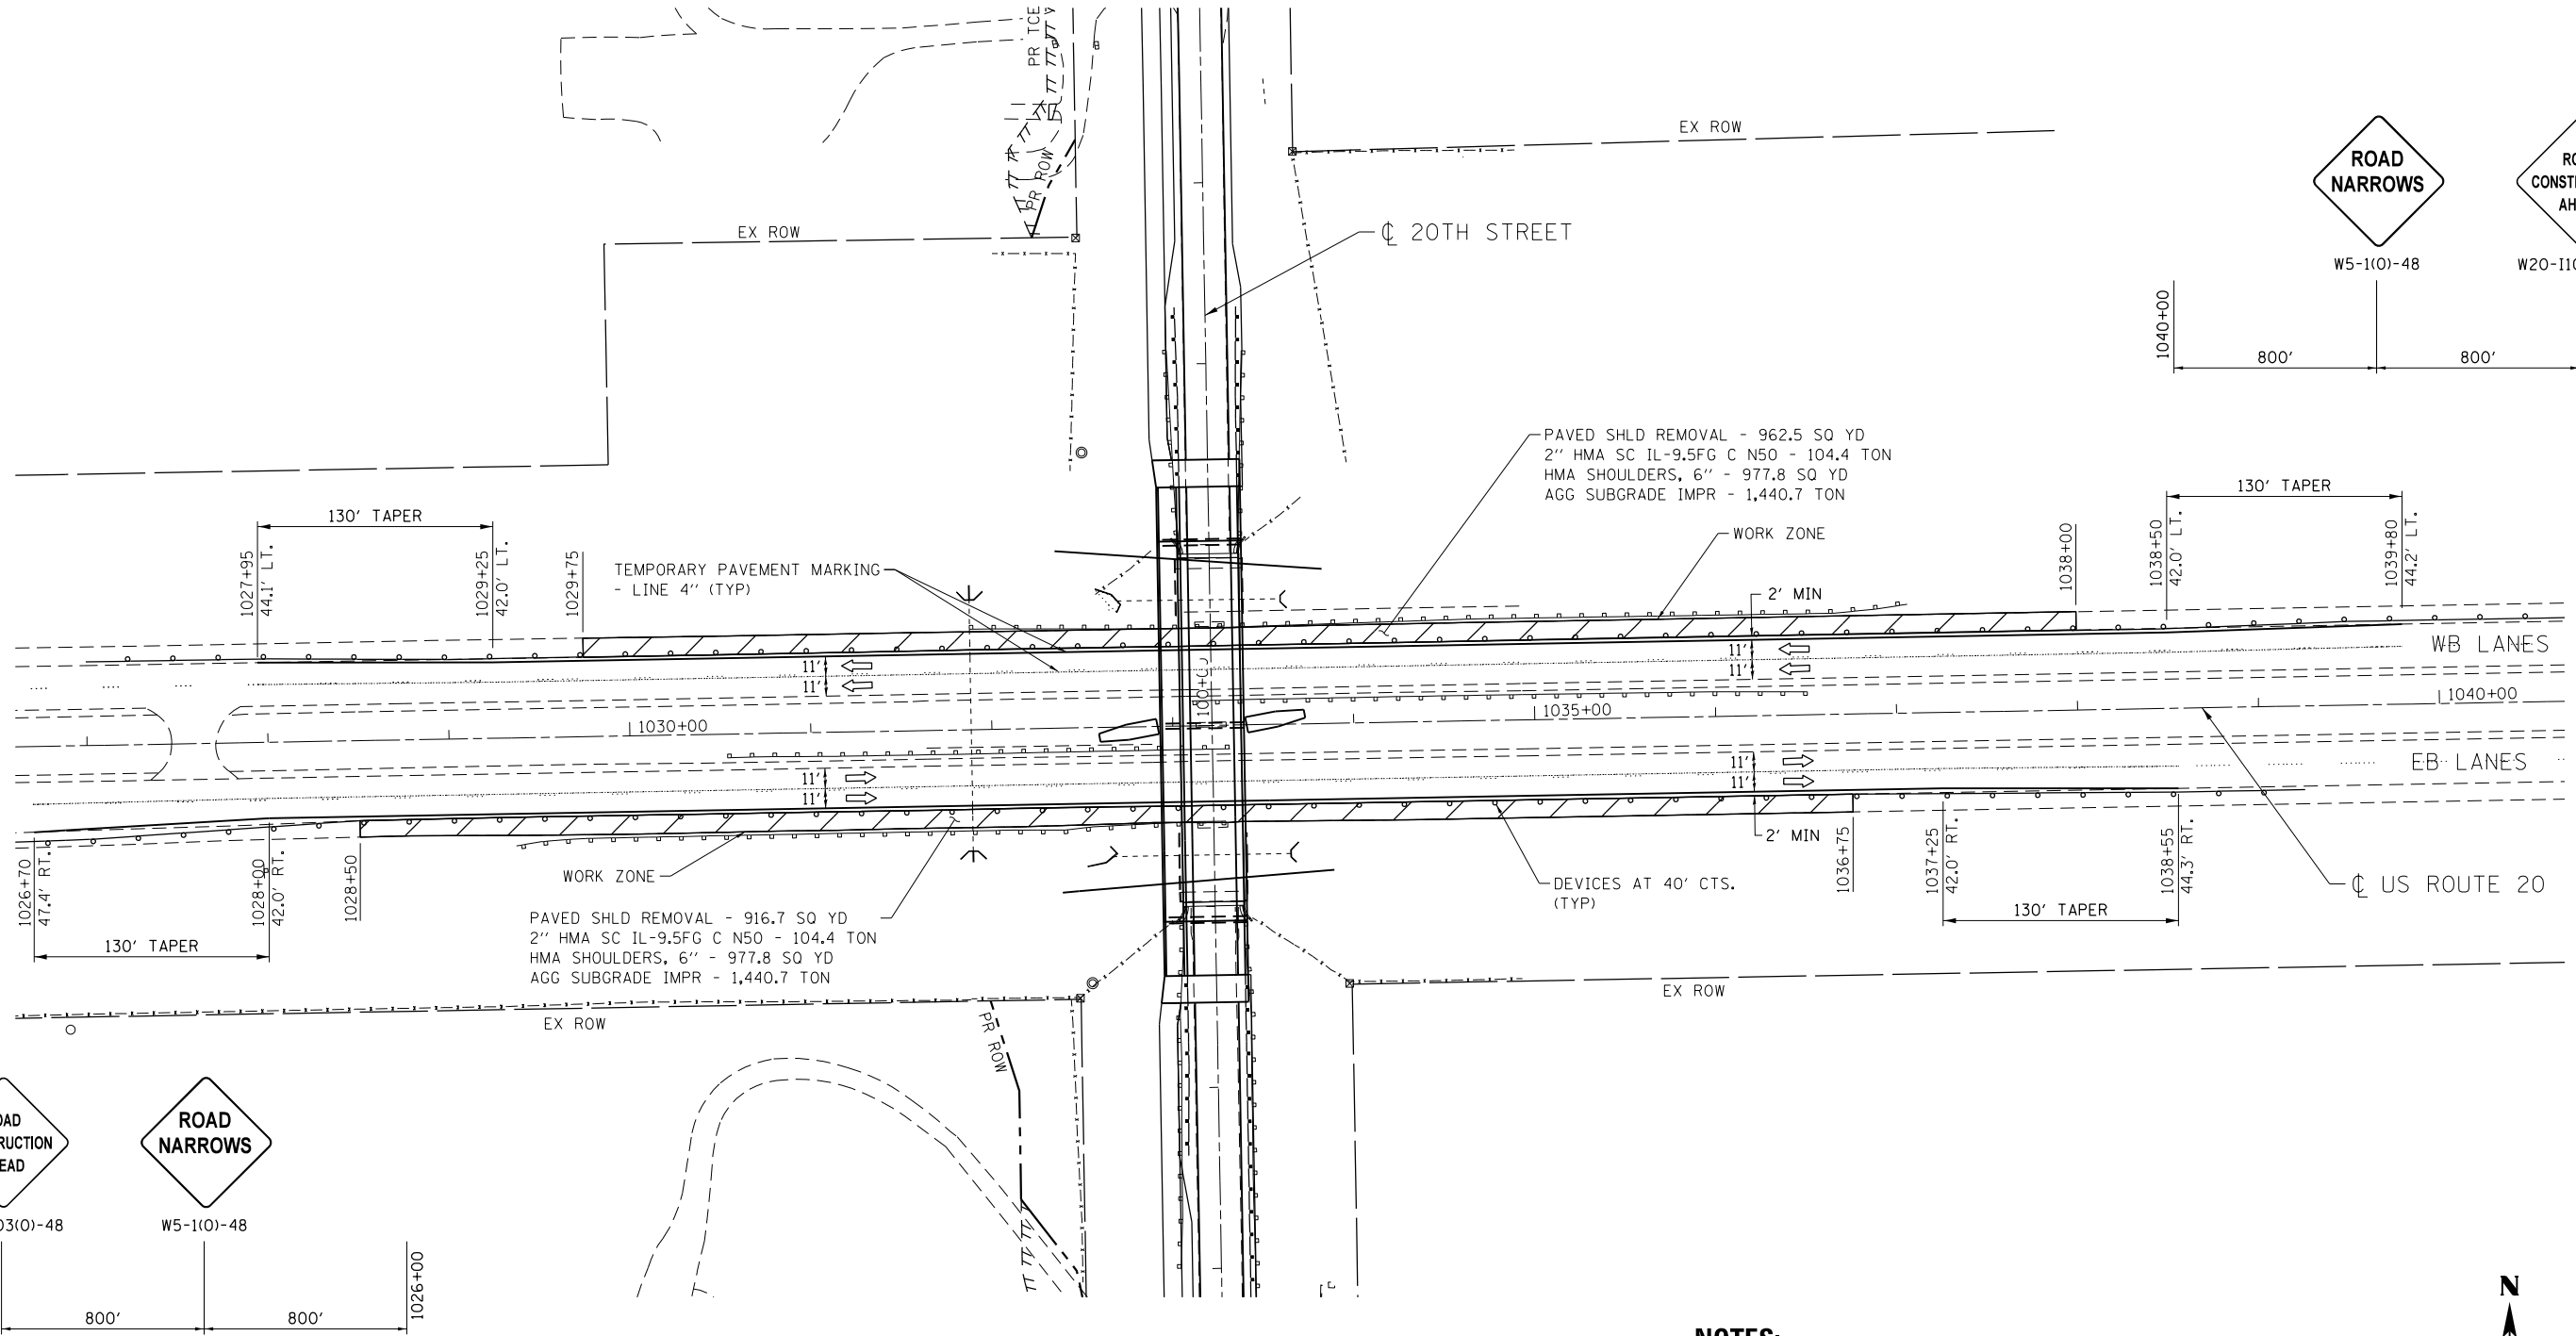 PR TCE
PR ROW
EX ROW
EX ROW
℄ 20TH STREET
ROAD
NARROWS
W5-1(O)-48
1040+00
800'
800'
PAVED SHLD REMOVAL - 962.5 SQ YD
2'' HMA SC IL-9.5FG C N50 - 104.4 TON
HMA SHOULDERS, 6'' - 977.8 SQ YD
AGG SUBGRADE IMPR - 1,440.7 TON
WORK ZONE
130' TAPER
1027+95
44.1' LT.
1029+25
42.0' LT.
1029+75
TEMPORARY PAVEMENT MARKING
- LINE 4'' (TYP)
2' MIN
1038+00
130' TAPER
1038+50
42.0' LT.
1039+80
44.2' LT.
WB LANES
11'
11'
11'
11'
1030+00
1035+00
1040+00
11'
11'
11'
11'
EB LANES
2' MIN
1026+70
47.4' RT.
1028+00
42.0' RT.
1028+50
130' TAPER
WORK ZONE
PAVED SHLD REMOVAL - 916.7 SQ YD
2'' HMA SC IL-9.5FG C N50 - 104.4 TON
HMA SHOULDERS, 6'' - 977.8 SQ YD
AGG SUBGRADE IMPR - 1,440.7 TON
DEVICES AT 40' CTS.
(TYP)
1036+75
1037+25
42.0' RT.
1038+55
44.3' RT.
130' TAPER
℄ US ROUTE 20
EX ROW
EX ROW
PR ROW
ROAD
NARROWS
W5-1(O)-48
800'
800'
1026+00
N
NOTES: